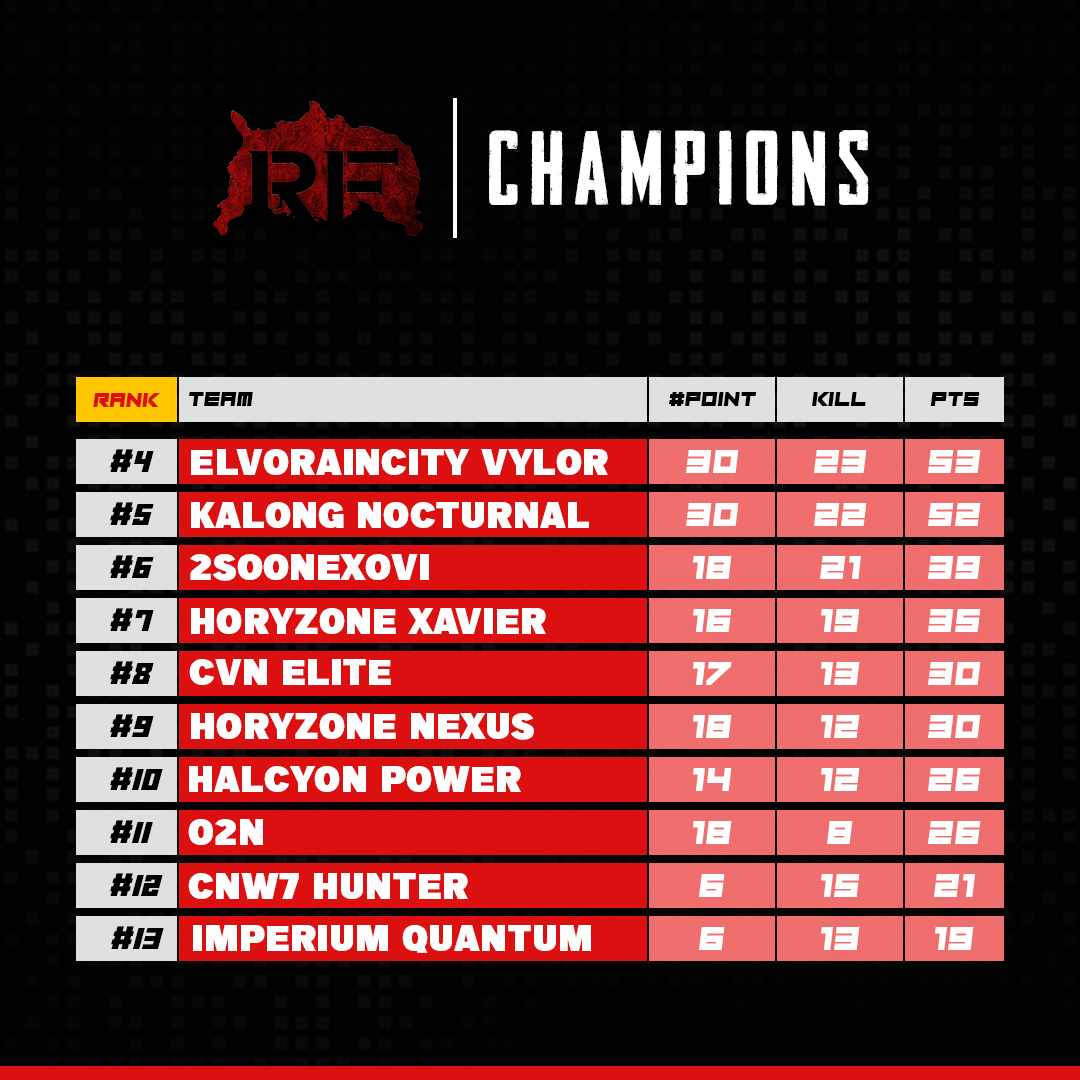 RF
CHAMPIONS
RANK TEAM #POINT KILL PTS
#4 ELVORAINCITY VYLOR 30 23 53
#5 KALONG NOCTURNAL 30 22 52
#6 2SOONEXOVI 18 21 39
#7 HORYZONE XAVIER 16 19 35
#8 CVN ELITE 17 13 30
#9 HORYZONE NEXUS 18 12 30
#10 HALCYON POWER 14 12 26
#11 O2N 18 8 26
#12 CNW7 HUNTER 6 15 21
#13 IMPERIUM QUANTUM 6 13 19